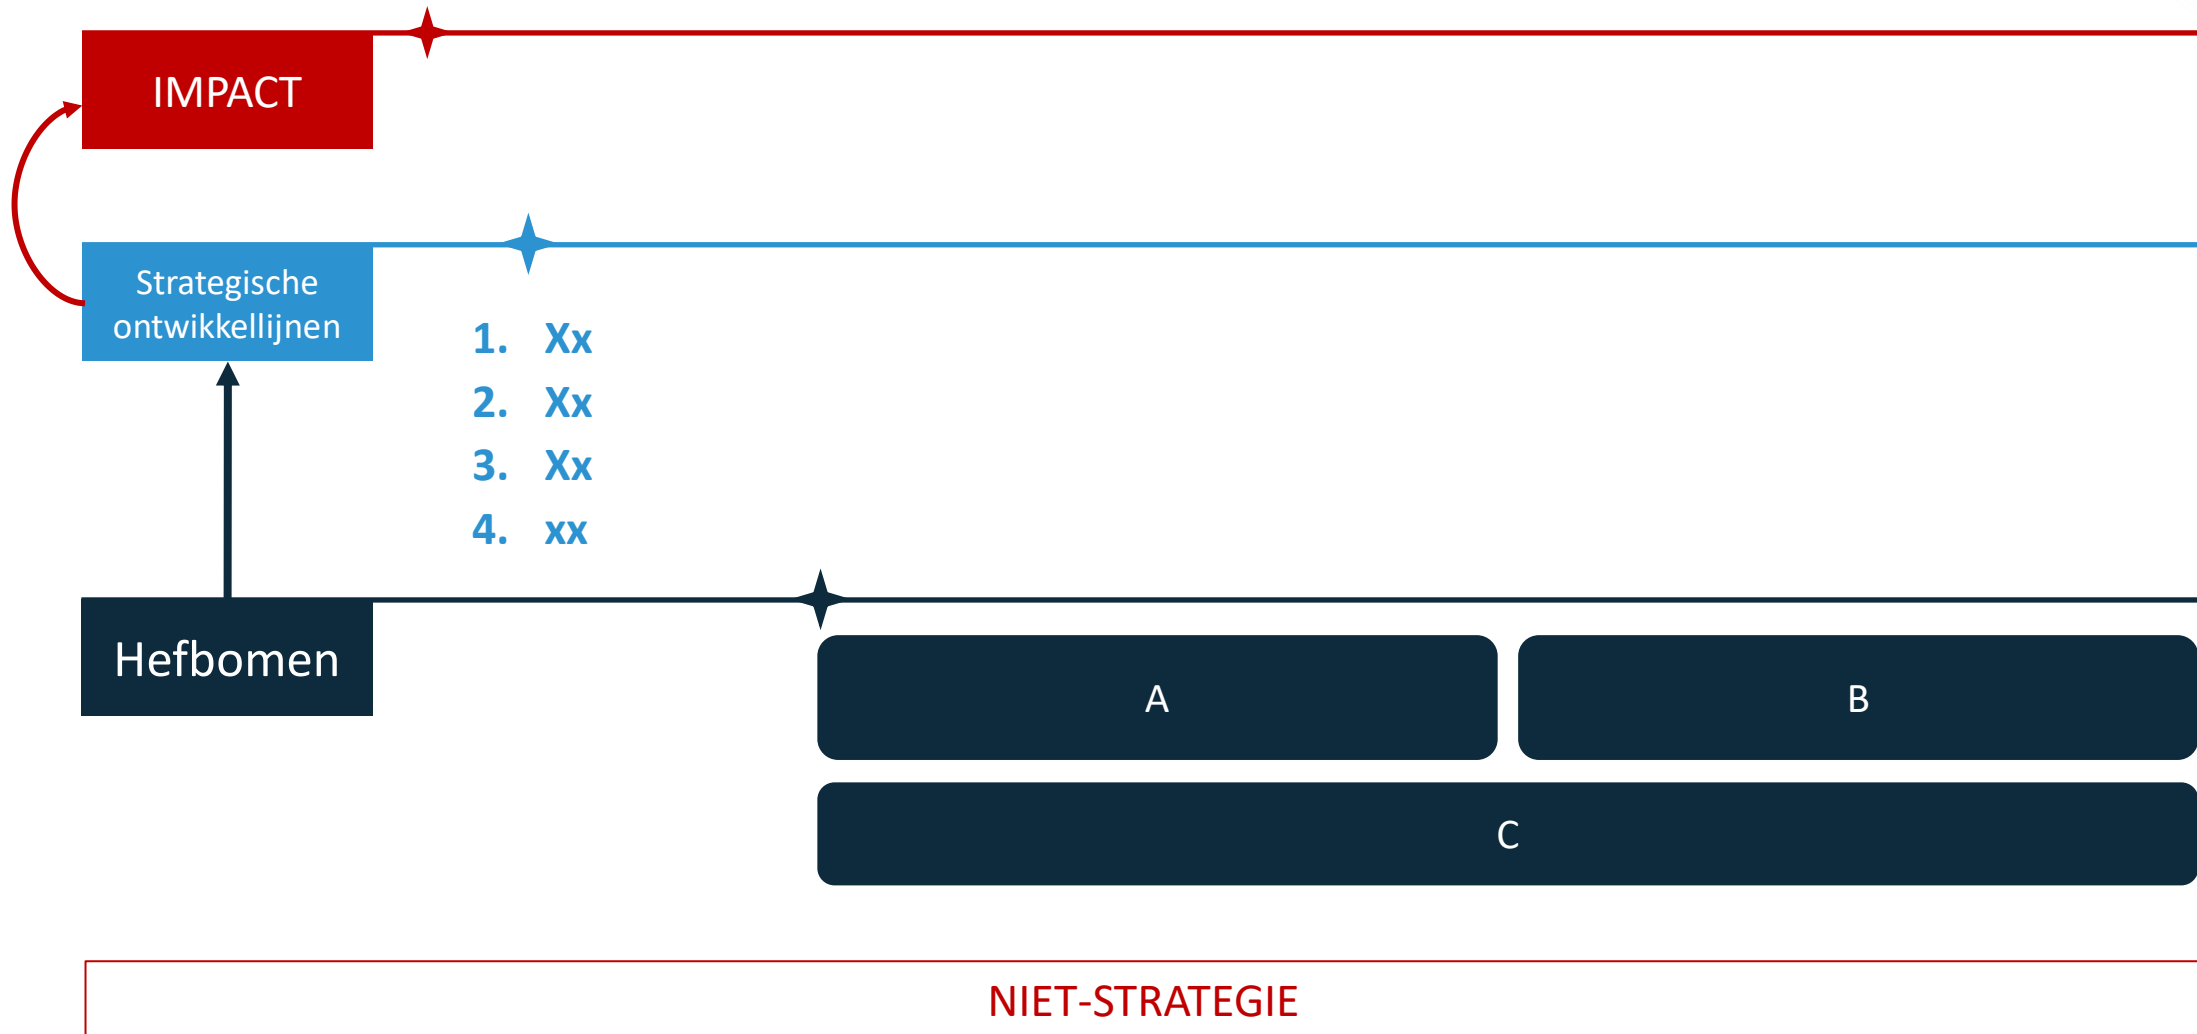 IMPACT
Strategische
ontwikkellijnen
1. Xx
2. Xx
3. Xx
4. xx
Hefbomen
A
B
C
NIET-STRATEGIE